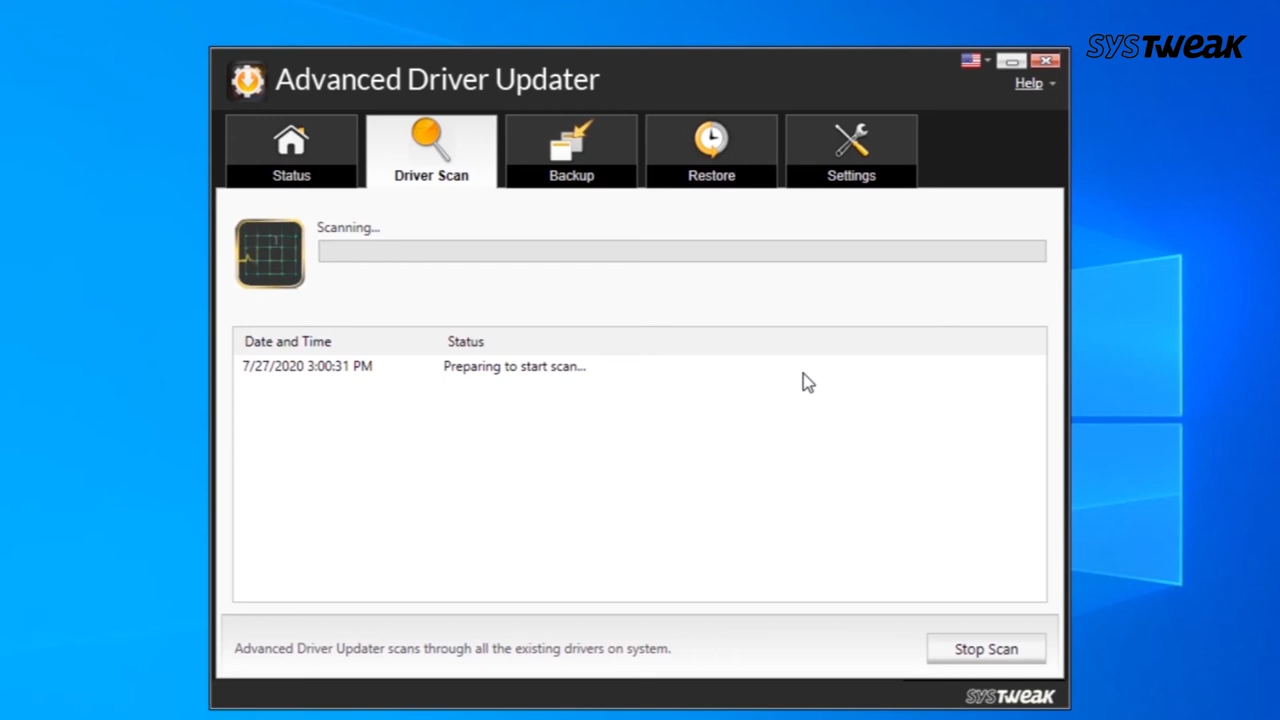 SYSTWEAK
Advanced Driver Updater
Help
Status
Driver Scan
Backup
Restore
Settings
Scanning...
Date and Time Status
7/27/2020 3:00:31 PM Preparing to start scan...
Advanced Driver Updater scans through all the existing drivers on system.
Stop Scan
SYSTWEAK